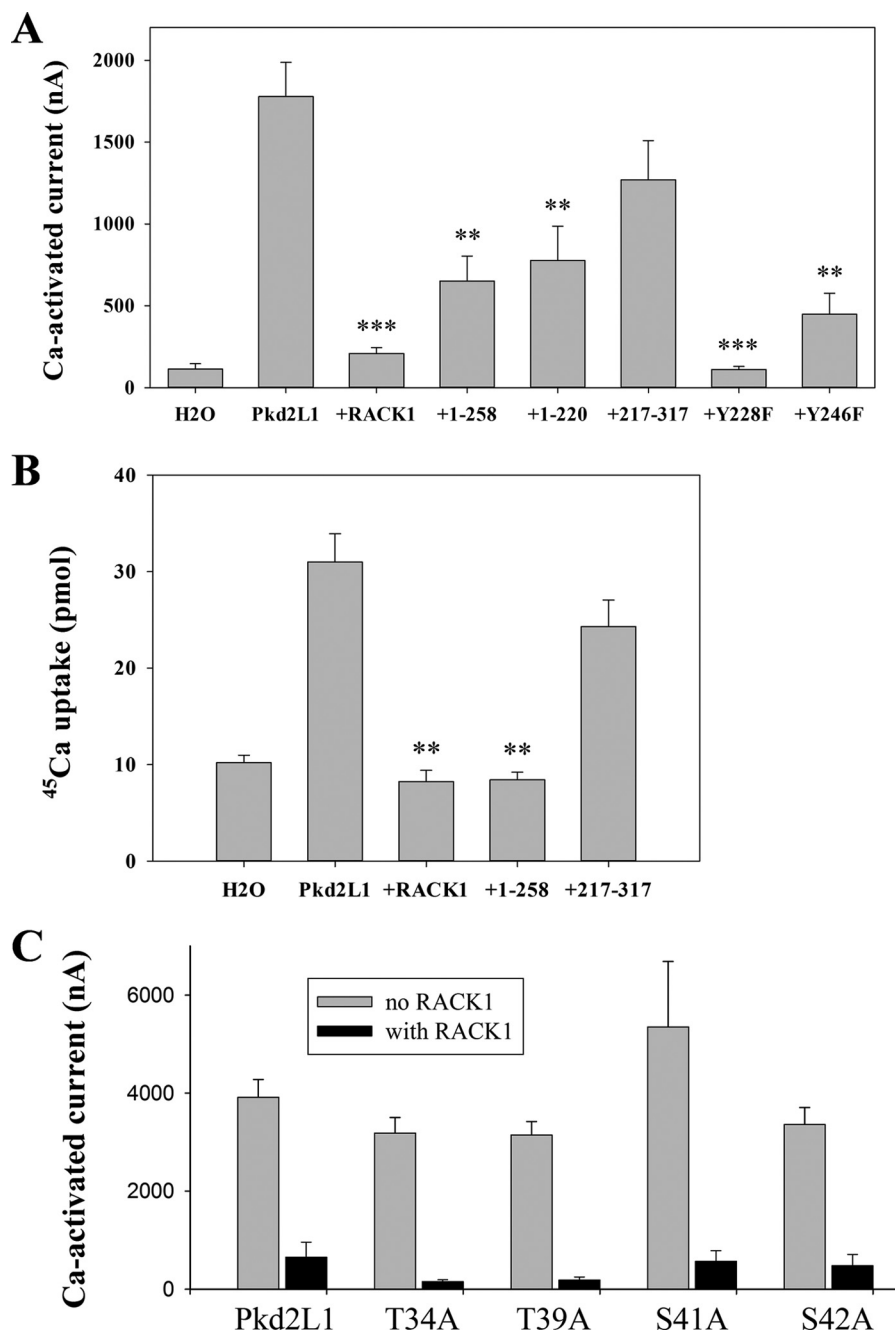 A
Ca-activated current (nA)
2000
1500
1000
500
0
***
**
**
***
**
H2O Pkd2L1 +RACK1 +1-258 +1-220 +217-317 +Y228F +Y246F
B
⁴⁵Ca uptake (pmol)
40
30
20
10
0
** **
H2O Pkd2L1 +RACK1 +1-258 +217-317
C
Ca-activated current (nA)
6000
4000
2000
0
no RACK1
with RACK1
Pkd2L1 T34A T39A S41A S42A